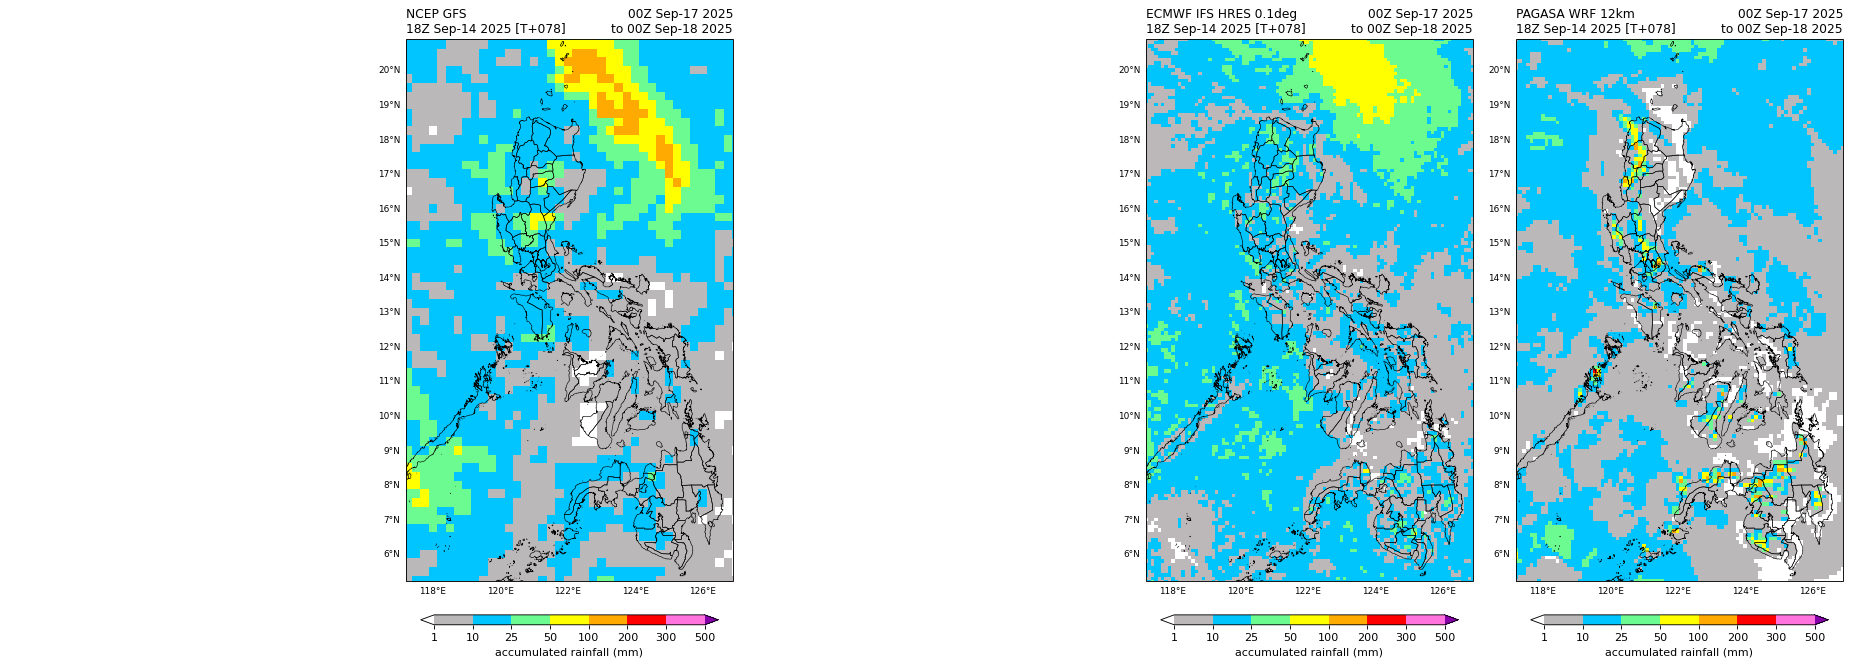 NCEP GFS 00Z Sep-17 2025
18Z Sep-14 2025 [T+078] to 00Z Sep-18 2025
20°N
19°N
18°N
17°N
16°N
15°N
14°N
13°N
12°N
11°N
10°N
9°N
8°N
7°N
6°N
118°E 120°E 122°E 124°E 126°E
1 10 25 50 100 200 300 500
accumulated rainfall (mm)
ECMWF IFS HRES 0.1deg 00Z Sep-17 2025
18Z Sep-14 2025 [T+078] to 00Z Sep-18 2025
20°N
19°N
18°N
17°N
16°N
15°N
14°N
13°N
12°N
11°N
10°N
9°N
8°N
7°N
6°N
118°E 120°E 122°E 124°E 126°E
1 10 25 50 100 200 300 500
accumulated rainfall (mm)
PAGASA WRF 12km 00Z Sep-17 2025
18Z Sep-14 2025 [T+078] to 00Z Sep-18 2025
20°N
19°N
18°N
17°N
16°N
15°N
14°N
13°N
12°N
11°N
10°N
9°N
8°N
7°N
6°N
118°E 120°E 122°E 124°E 126°E
1 10 25 50 100 200 300 500
accumulated rainfall (mm)